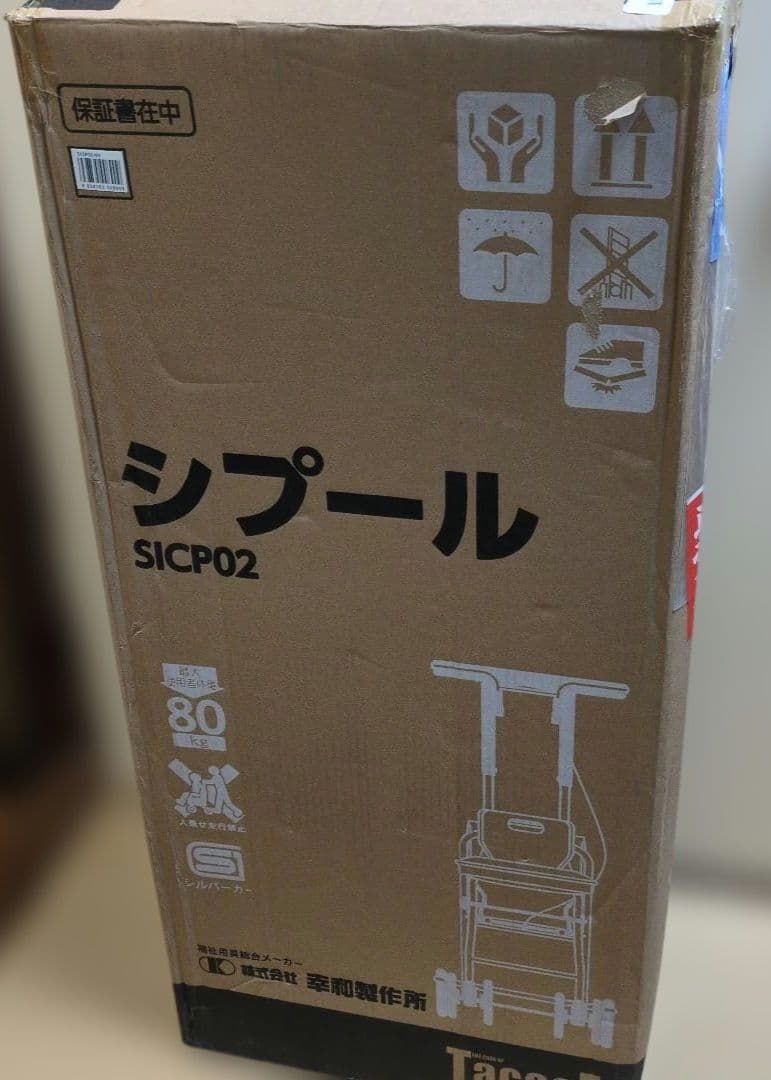 保証書在中
シプール
SICP02
最大
使用者体重
80
kg
人乗せ走行禁止
シルバーカー
福祉用具総合メーカー
株式会社 幸和製作所